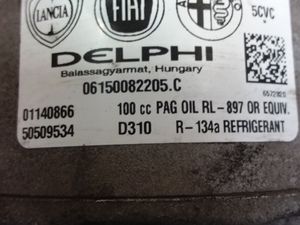 LANCIA FIAT 5CVC
DELPHI
Balassagyarmat, Hungary
06150082205.C
01140866 100 cc PAG OIL RL-897 OR EQUIV.
50509534 D310 R-134a REFRIGERANT